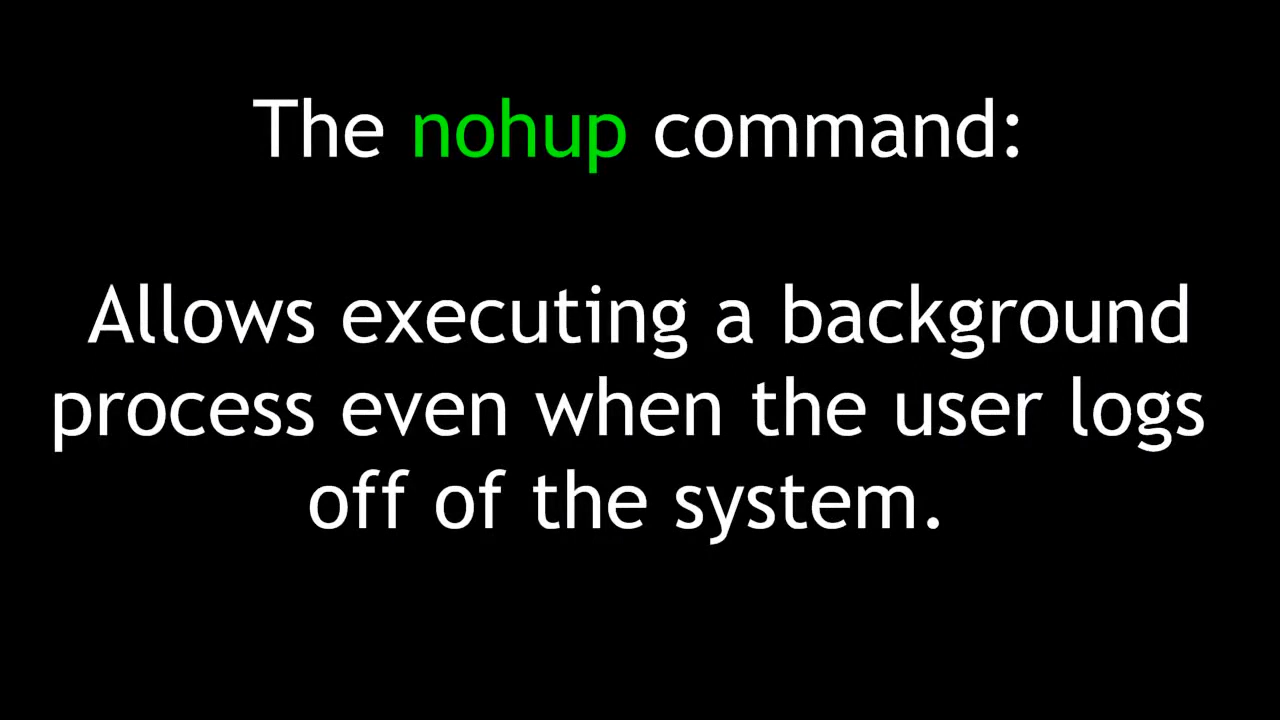 The nohup command:
Allows executing a background
process even when the user logs
off of the system.